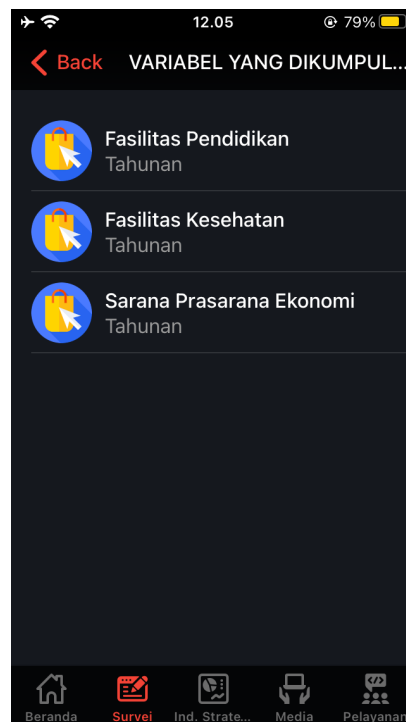 12.05
79%
Back
VARIABEL YANG DIKUMPUL...
Fasilitas Pendidikan
Tahunan
Fasilitas Kesehatan
Tahunan
Sarana Prasarana Ekonomi
Tahunan
Beranda
Survei
Ind. Strate...
Media
Pelayanan